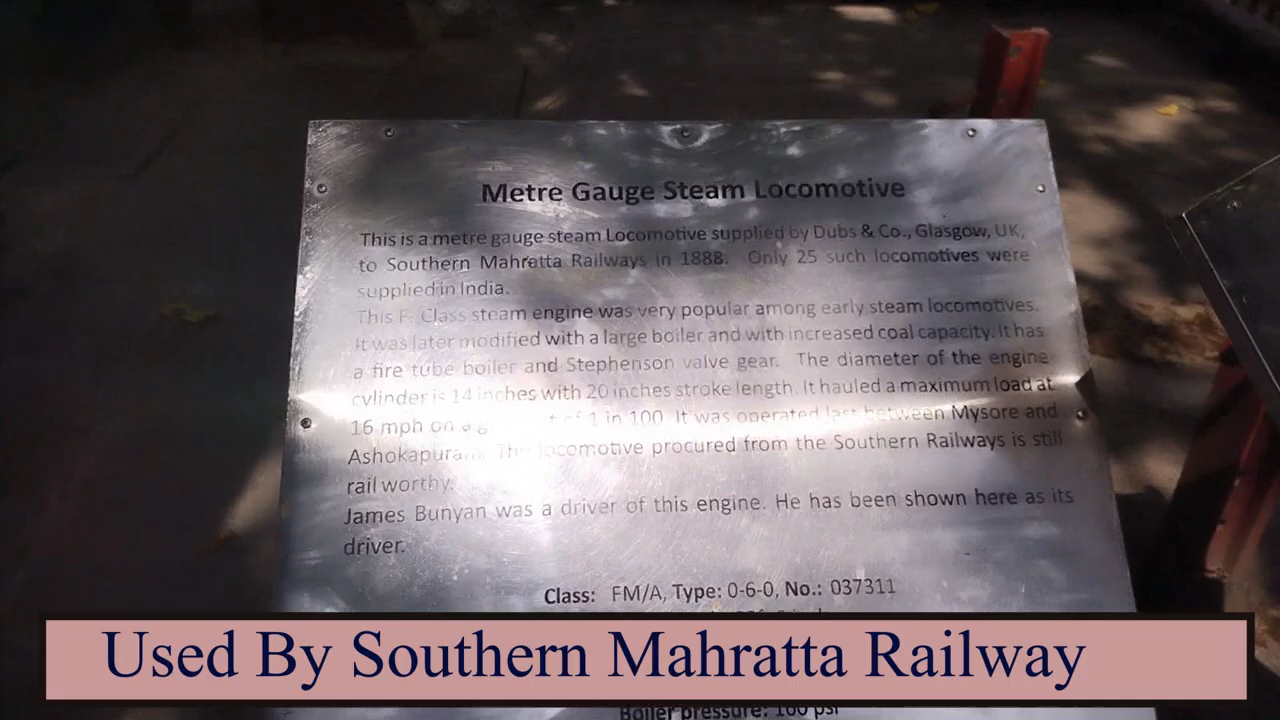 Metre Gauge Steam Locomotive
This is a metre gauge steam Locomotive supplied by Dubs & Co., Glasgow, UK,
to Southern Mahratta Railways in 1888. Only 25 such locomotives were
supplied in India.
This F. Class steam engine was very popular among early steam locomotives.
It was later modified with a large boiler and with increased coal capacity. It has
a fire tube boiler and Stephenson valve gear. The diameter of the engine
cylinder is 14 inches with 20 inches stroke length. It hauled a maximum load at
16 mph on a of 1 in 100. It was operated last between Mysore and
Ashokapuram. The locomotive procured from the Southern Railways is still
rail worthy.
James Bunyan was a driver of this engine. He has been shown here as its
driver.
Class: FM/A, Type: 0-6-0, No.: 037311
Used By Southern Mahratta Railway
Boiler pressure: 160 psi